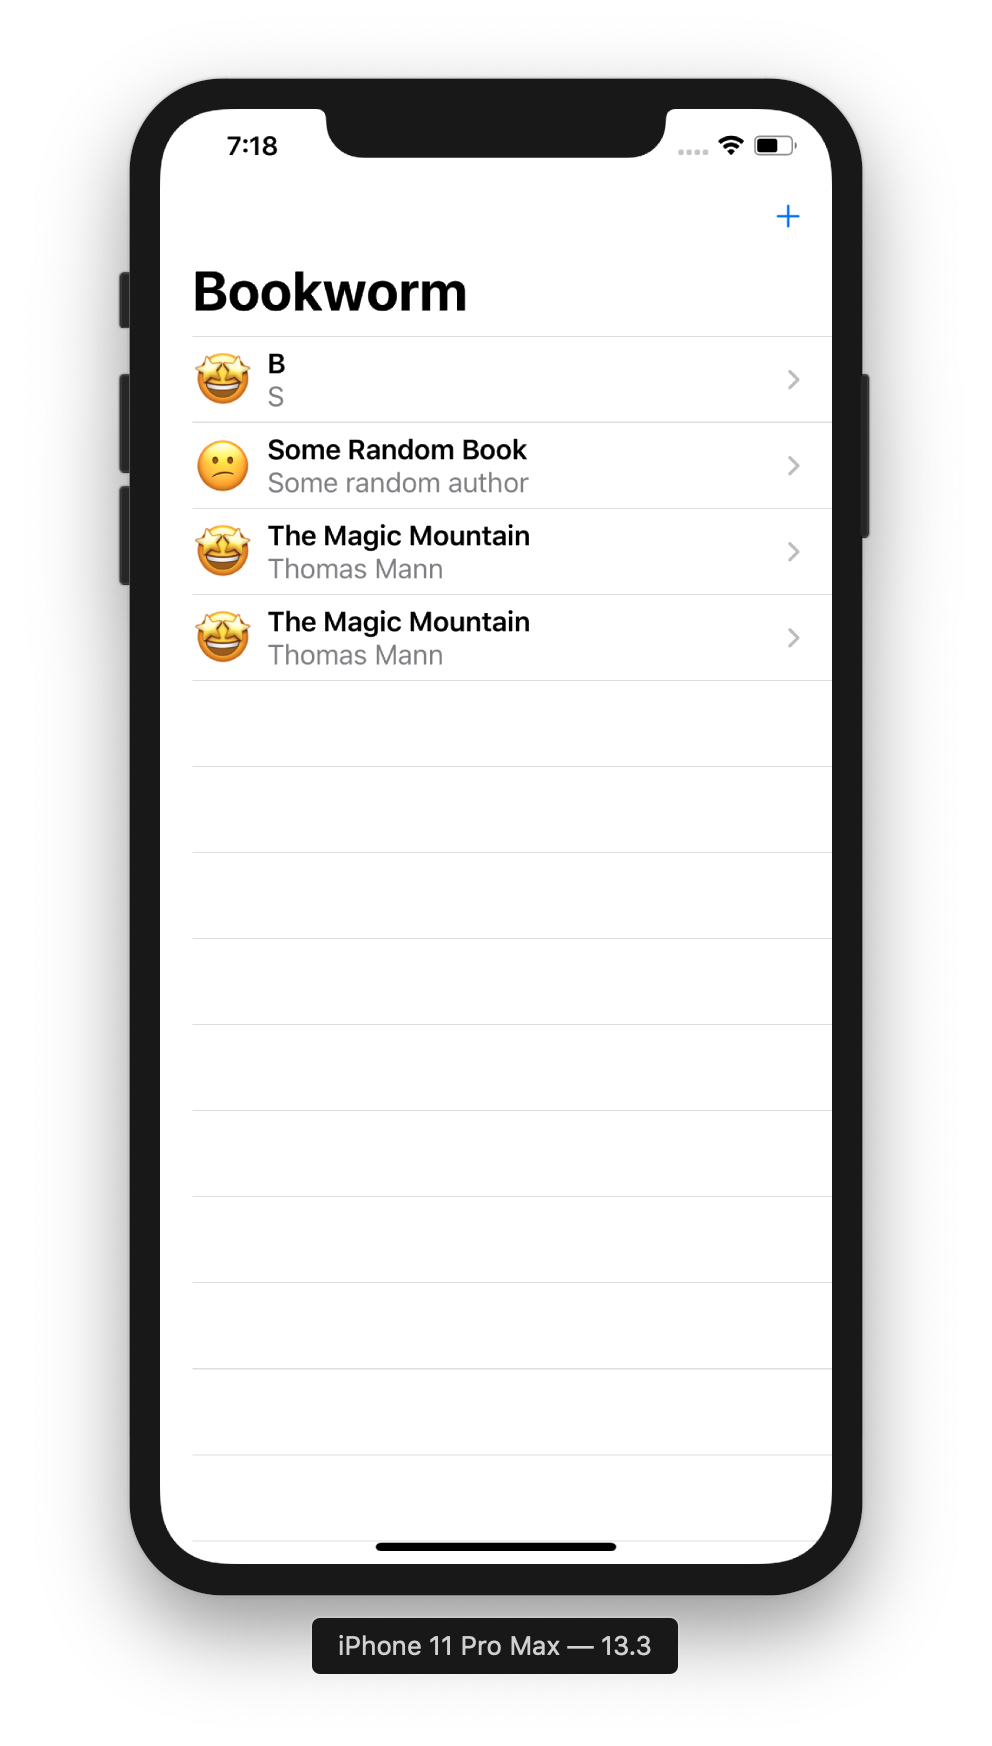 7:18
+
Bookworm
B
S
Some Random Book
Some random author
The Magic Mountain
Thomas Mann
The Magic Mountain
Thomas Mann
iPhone 11 Pro Max — 13.3